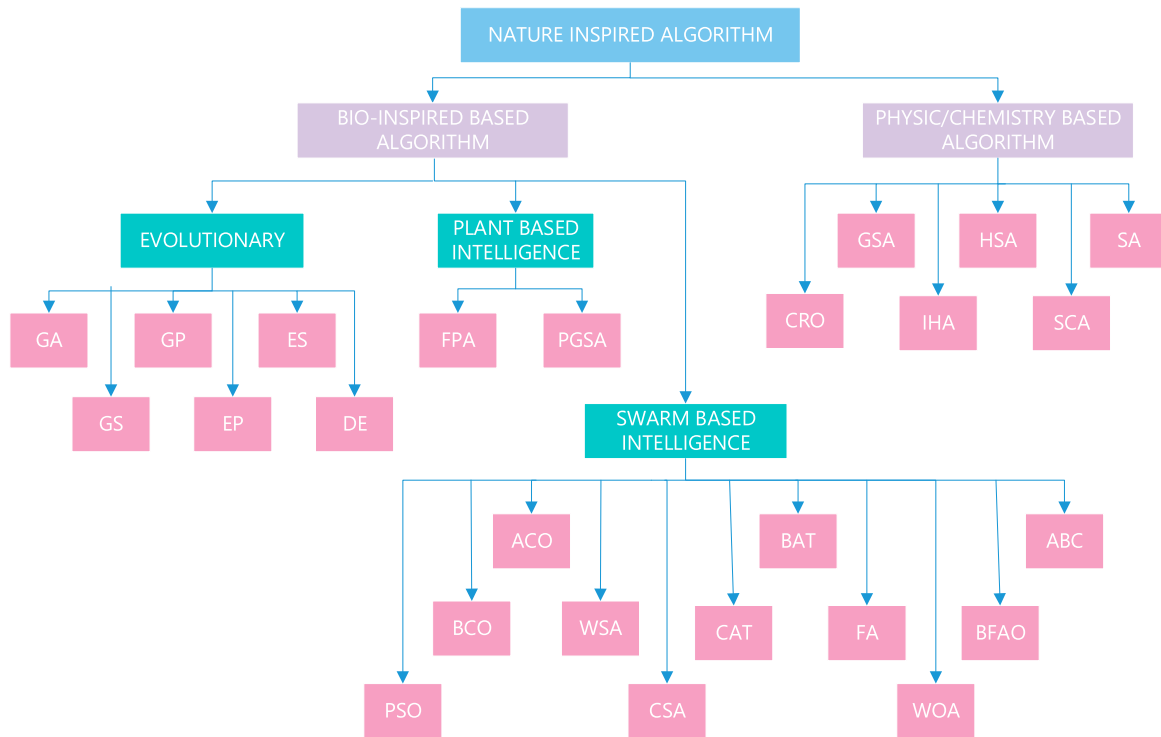 NATURE INSPIRED ALGORITHM
BIO-INSPIRED BASED
ALGORITHM
PHYSIC/CHEMISTRY BASED
ALGORITHM
EVOLUTIONARY
PLANT BASED
INTELLIGENCE
GSA
HSA
SA
CRO
IHA
SCA
GA
GP
ES
FPA
PGSA
GS
EP
DE
SWARM BASED
INTELLIGENCE
ACO
BAT
ABC
BCO
WSA
CAT
FA
BFAO
PSO
CSA
WOA